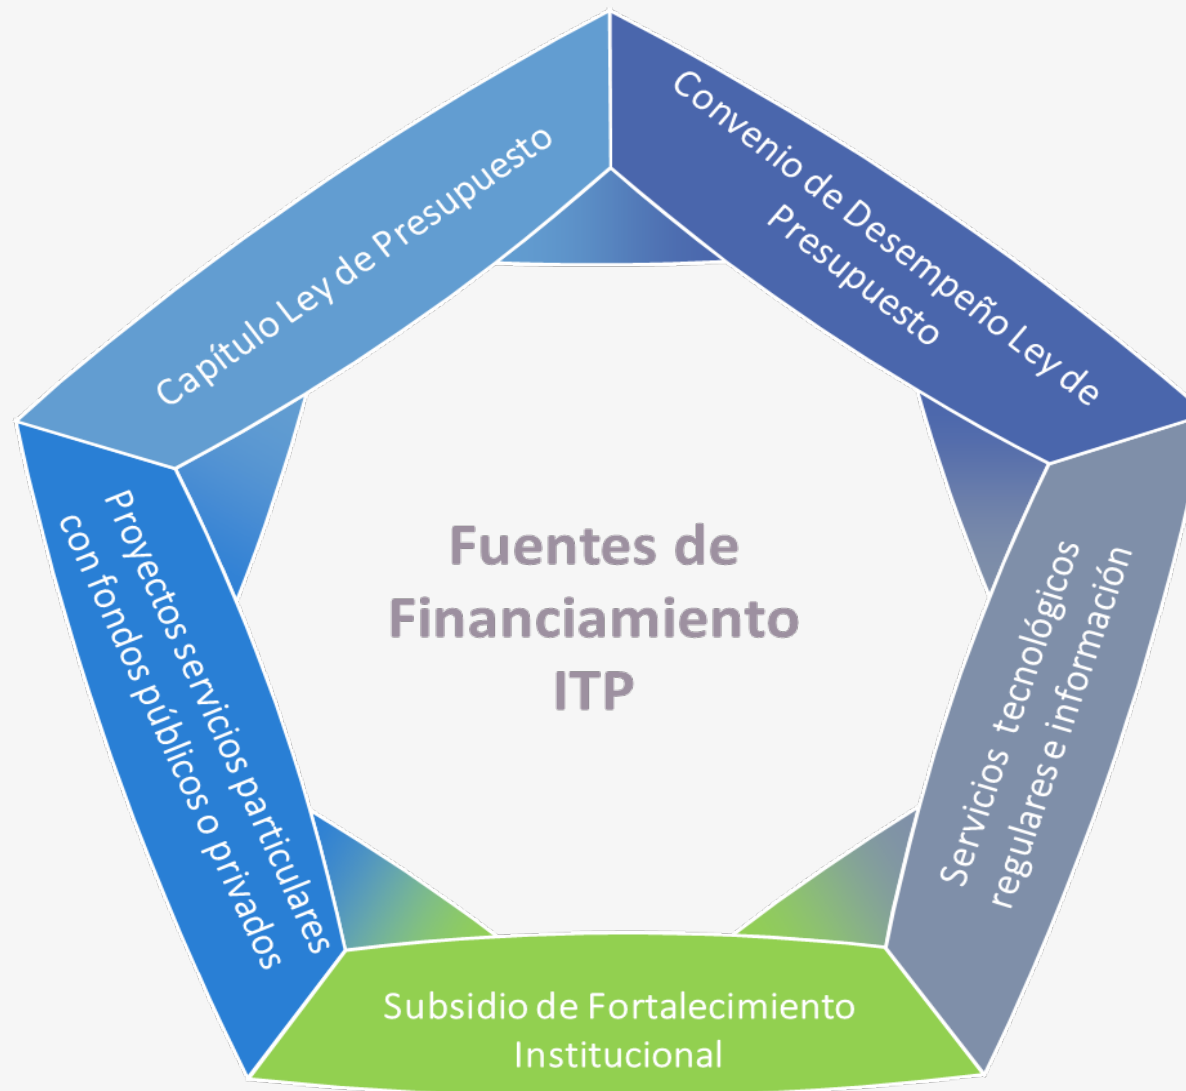 Convenio de Desempeño Ley de
Presupuesto
Capítulo Ley de Presupuesto
Fuentes de
Financiamiento
ITP
Proyectos servicios particulares
con fondos públicos o privados
Servicios tecnológicos
regulares e información
Subsidio de Fortalecimiento
Institucional